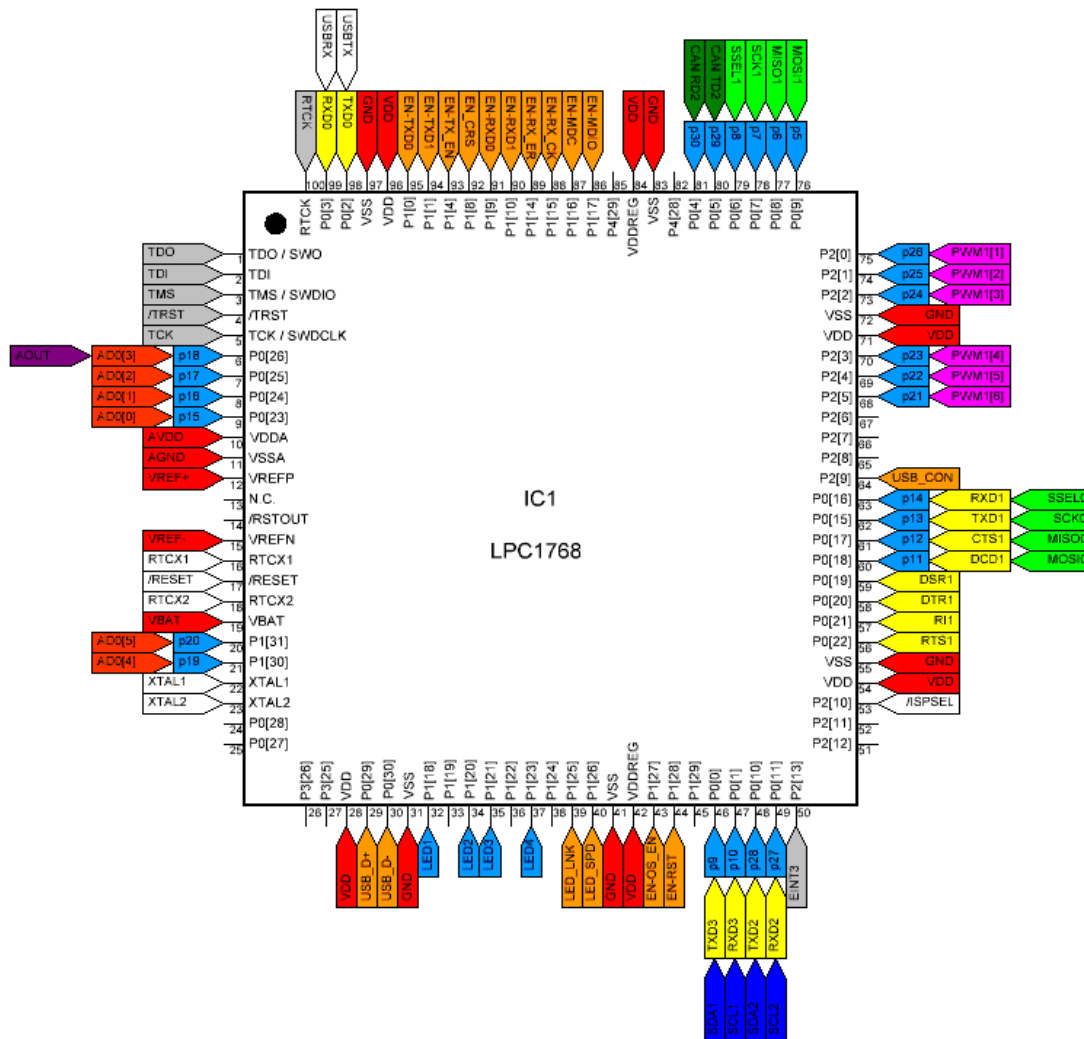 USBRX
USBTX
RTCK
RXD0
TXD0
GND
VDD
EN-TXD0
EN-TXD1
EN-TX_EN
EN_CRS
EN-RXD0
EN-RXD1
EN-RX_ER
EN-RX_CK
EN-MDC
EN-MDIO
VDD
GND
CAN RD2
CAN TD2
SSEL1
SCK1
MISO1
MOSI1
p30
p29
p8
p7
p6
p5
100 99 98 97 96 95 94 93 92 91 90 89 88 87 86 85 84 83 82 81 80 79 78 77 76
RTCK
P0[3]
P0[2]
VSS
VDD
P1[0]
P1[1]
P1[4]
P1[8]
P1[9]
P1[10]
P1[14]
P1[15]
P1[16]
P1[17]
P4[29]
VDDREG
VSS
P4[28]
P0[4]
P0[5]
P0[6]
P0[7]
P0[8]
P0[9]
TDO 1 TDO / SWO
TDI 2 TDI
TMS 3 TMS / SWDIO
/TRST 4 /TRST
TCK 5 TCK / SWDCLK
AOUT AD0[3] p18 6 P0[26]
AD0[2] p17 7 P0[25]
AD0[1] p16 8 P0[24]
AD0[0] p15 9 P0[23]
AVDD 10 VDDA
AGND 11 VSSA
VREF+ 12 VREFP
13 N.C.
14 /RSTOUT
VREF- 15 VREFN
RTCX1 16 RTCX1
/RESET 17 /RESET
RTCX2 18 RTCX2
VBAT 19 VBAT
AD0[5] p20 20 P1[31]
AD0[4] p19 21 P1[30]
XTAL1 22 XTAL1
XTAL2 23 XTAL2
24 P0[28]
25 P0[27]
IC1
LPC1768
P2[0] 75 p26 PWM1[1]
P2[1] 74 p25 PWM1[2]
P2[2] 73 p24 PWM1[3]
VSS 72 GND
VDD 71 VDD
P2[3] 70 p23 PWM1[4]
P2[4] 69 p22 PWM1[5]
P2[5] 68 p21 PWM1[6]
P2[6] 67
P2[7] 66
P2[8] 65
P2[9] 64 USB_CON
P0[16] 63 p14 RXD1 SSEL0
P0[15] 62 p13 TXD1 SCK0
P0[17] 61 p12 CTS1 MISO0
P0[18] 60 p11 DCD1 MOSI0
P0[19] 59 DSR1
P0[20] 58 DTR1
P0[21] 57 RI1
P0[22] 56 RTS1
VSS 55 GND
VDD 54 VDD
P2[10] 53 /ISPSEL
P2[11] 52
P2[12] 51
P3[26]
P3[25]
VDD
P0[29]
P0[30]
VSS
P1[18]
P1[19]
P1[20]
P1[21]
P1[22]
P1[23]
P1[24]
P1[25]
P1[26]
VSS
VDDREG
P1[27]
P1[28]
P1[29]
P0[0]
P0[1]
P0[10]
P0[11]
P2[13]
26 27 28 29 30 31 32 33 34 35 36 37 38 39 40 41 42 43 44 45 46 47 48 49 50
VDD
USB_D+
USB_D-
GND
LED1
LED2
LED3
LED4
LED_LNK
LED_SPD
GND
VDD
EN-OS_EN
EN-RST
p9
p10
p28
p27
EINT3
TXD3
RXD3
TXD2
RXD2
SDA1
SCL1
SDA2
SCL2